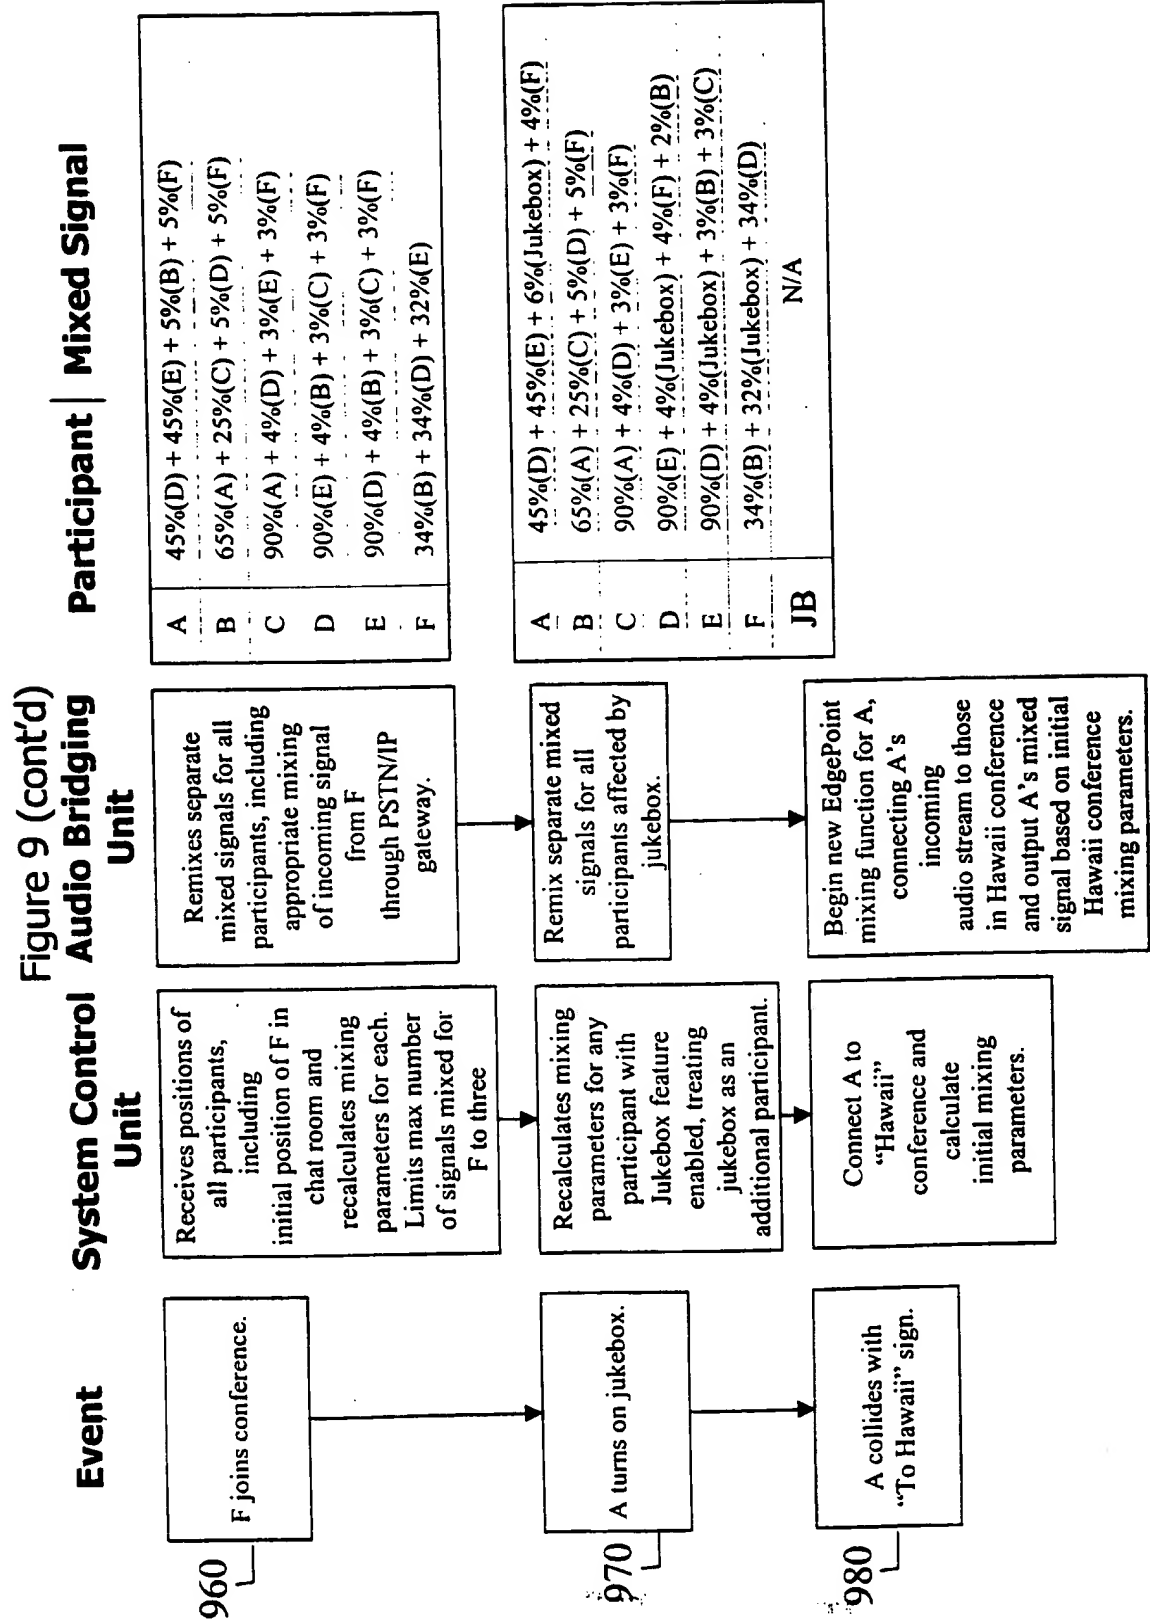 Figure 9 (cont'd)
Event
System Control
Unit
Audio Bridging
Unit
Participant | Mixed Signal
960
F joins conference.
Receives positions of
all participants,
including
initial position of F in
chat room and
recalculates mixing
parameters for each.
Limits max number
of signals mixed for
F to three
Remixes separate
mixed signals for all
participants, including
appropriate mixing
of incoming signal
from F
through PSTN/IP
gateway.
A 45%(D) + 45%(E) + 5%(B) + 5%(F)
B 65%(A) + 25%(C) + 5%(D) + 5%(F)
C 90%(A) + 4%(D) + 3%(E) + 3%(F)
D 90%(E) + 4%(B) + 3%(C) + 3%(F)
E 90%(D) + 4%(B) + 3%(C) + 3%(F)
F 34%(B) + 34%(D) + 32%(E)
970
A turns on jukebox.
Recalculates mixing
parameters for any
participant with
Jukebox feature
enabled, treating
jukebox as an
additional participant.
Remix separate mixed
signals for all
participants affected by
jukebox.
A 45%(D) + 45%(E) + 6%(Jukebox) + 4%(F)
B 65%(A) + 25%(C) + 5%(D) + 5%(F)
C 90%(A) + 4%(D) + 3%(E) + 3%(F)
D 90%(E) + 4%(Jukebox) + 4%(F) + 2%(B)
E 90%(D) + 4%(Jukebox) + 3%(B) + 3%(C)
F 34%(B) + 32%(Jukebox) + 34%(D)
JB N/A
980
A collides with
“To Hawaii” sign.
Connect A to
“Hawaii”
conference and
calculate
initial mixing
parameters.
Begin new EdgePoint
mixing function for A,
connecting A's
incoming
audio stream to those
in Hawaii conference
and output A's mixed
signal based on initial
Hawaii conference
mixing parameters.